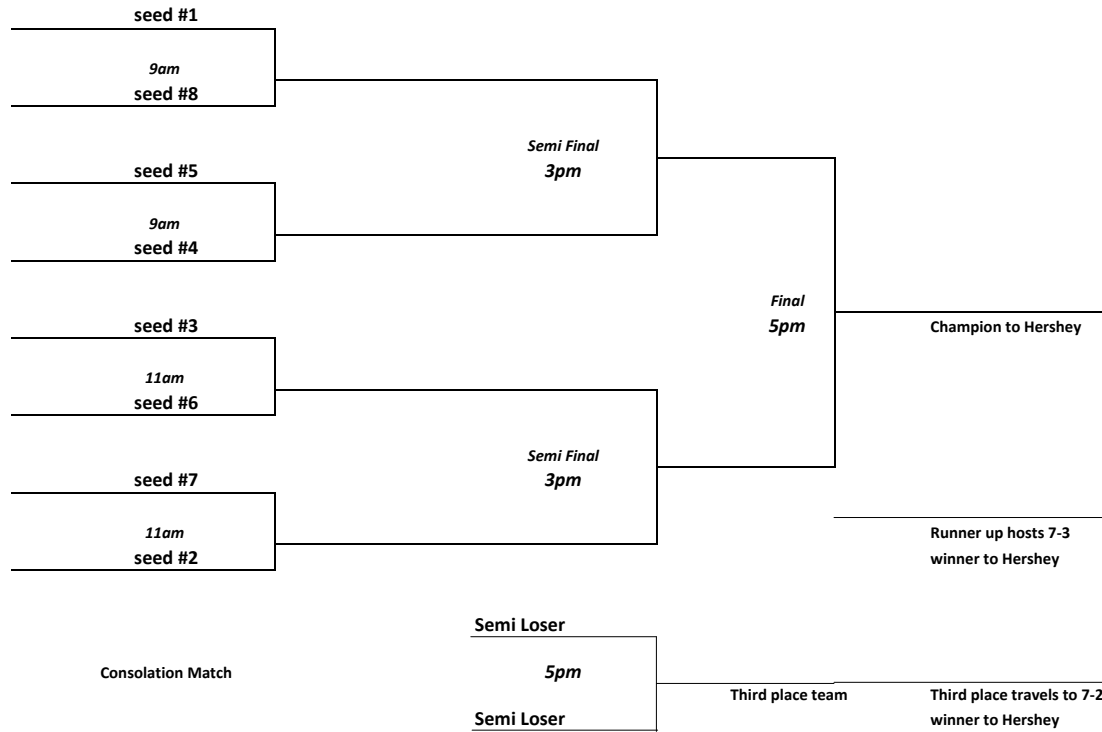 seed #1
9am
seed #8
Semi Final
3pm
seed #5
9am
seed #4
Final
5pm
Champion to Hershey
seed #3
11am
seed #6
Semi Final
3pm
seed #7
11am
seed #2
Runner up hosts 7-3
winner to Hershey
Semi Loser
Consolation Match
5pm
Third place team
Third place travels to 7-2
winner to Hershey
Semi Loser